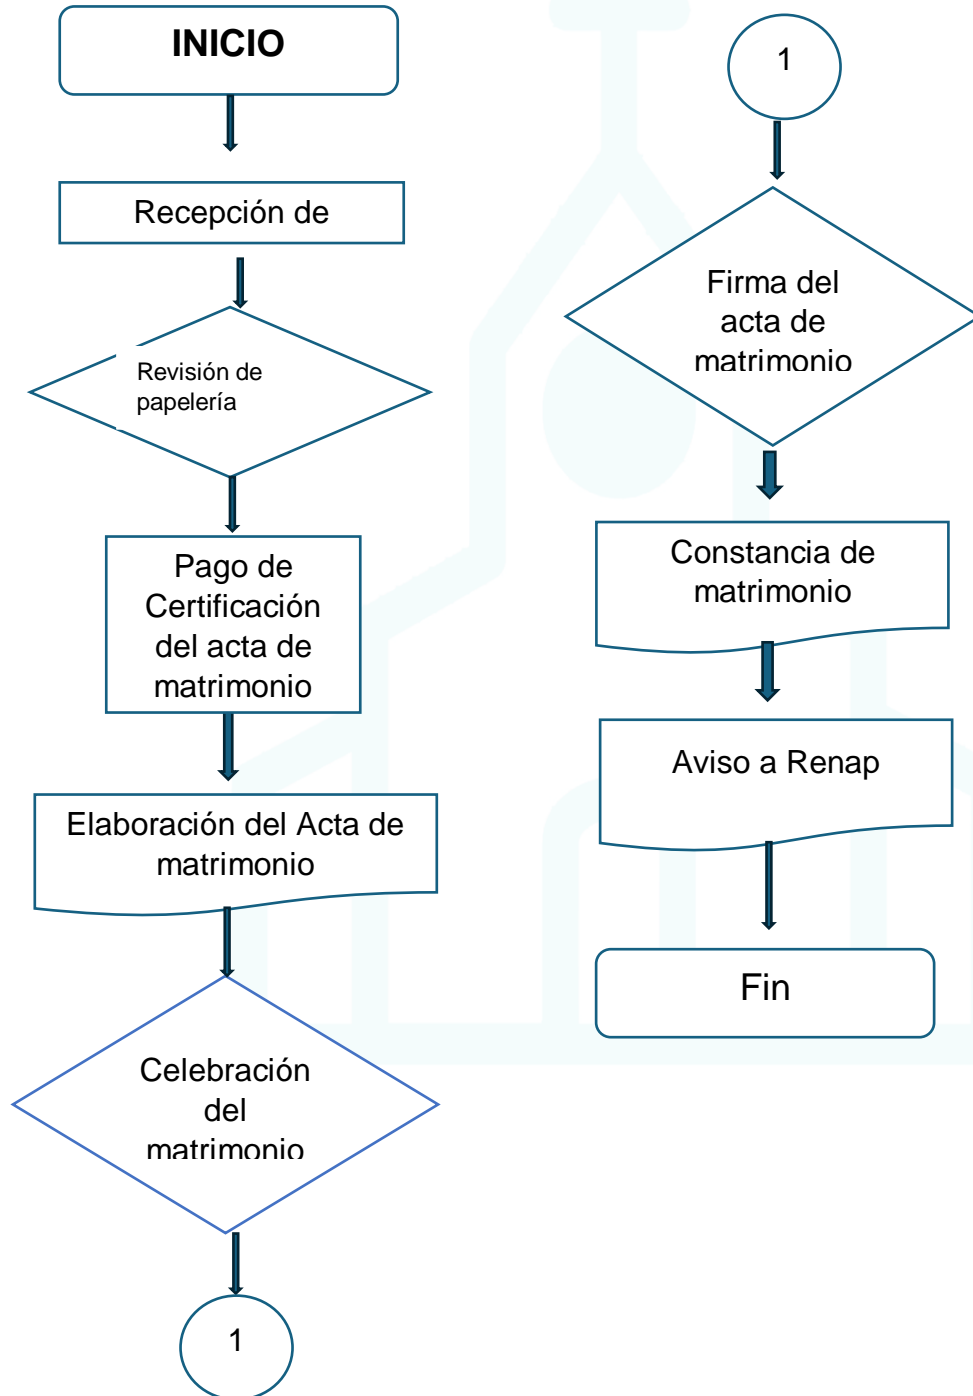 INICIO
Recepción de
Revisión de
papelería
Pago de
Certificación
del acta de
matrimonio
Elaboración del Acta de
matrimonio
Celebración
del
matrimonio
1
1
Firma del
acta de
matrimonio
Constancia de
matrimonio
Aviso a Renap
Fin